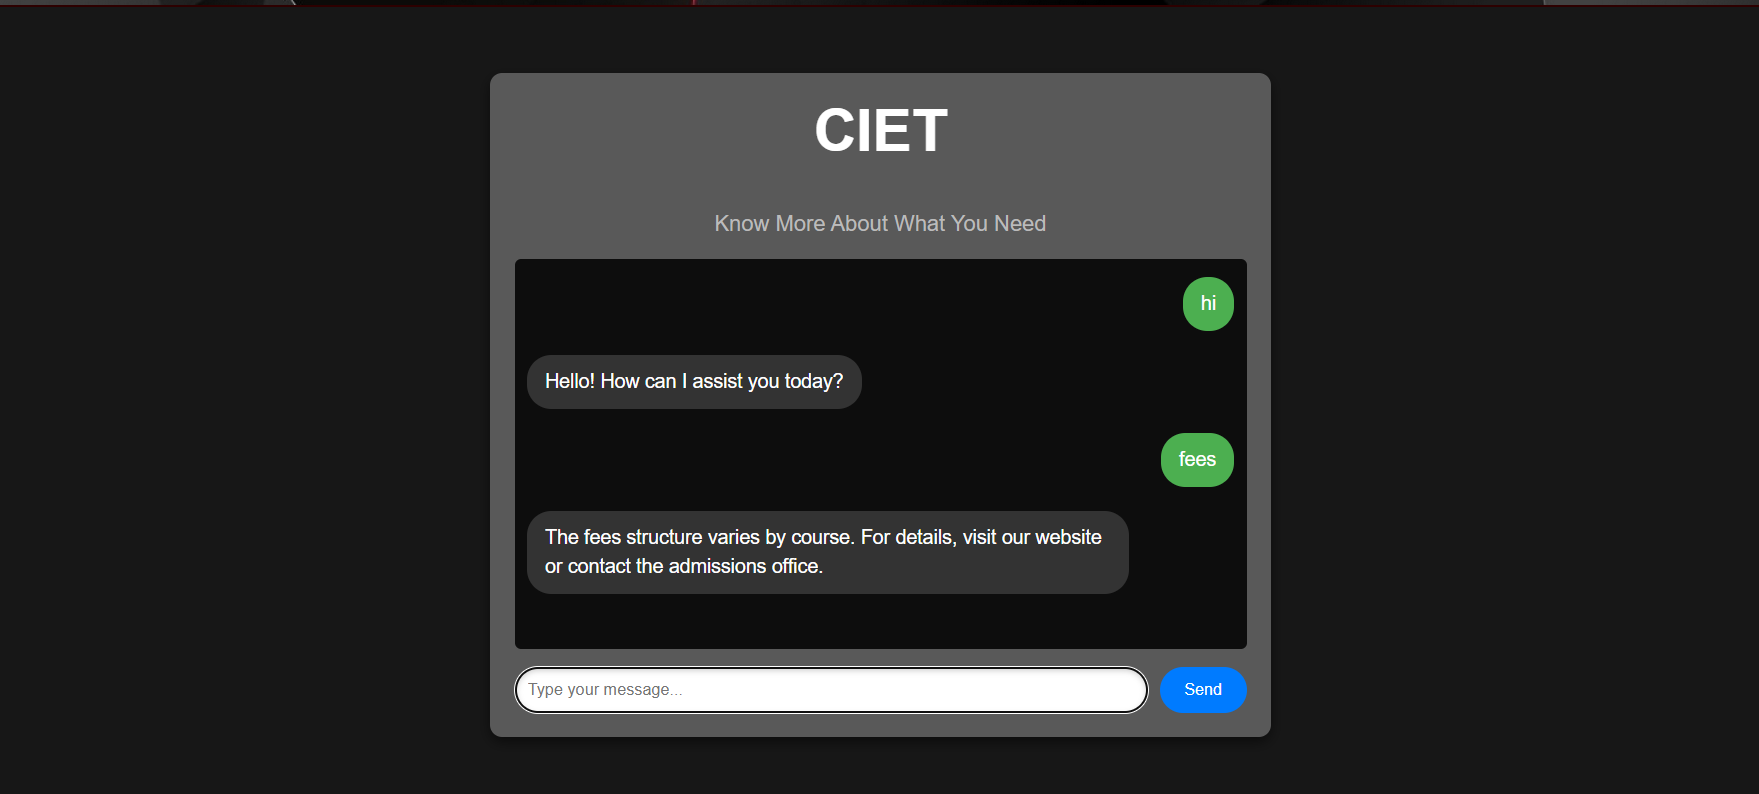 CIET
Know More About What You Need
hi
Hello! How can I assist you today?
fees
The fees structure varies by course. For details, visit our website
or contact the admissions office.
Type your message...
Send